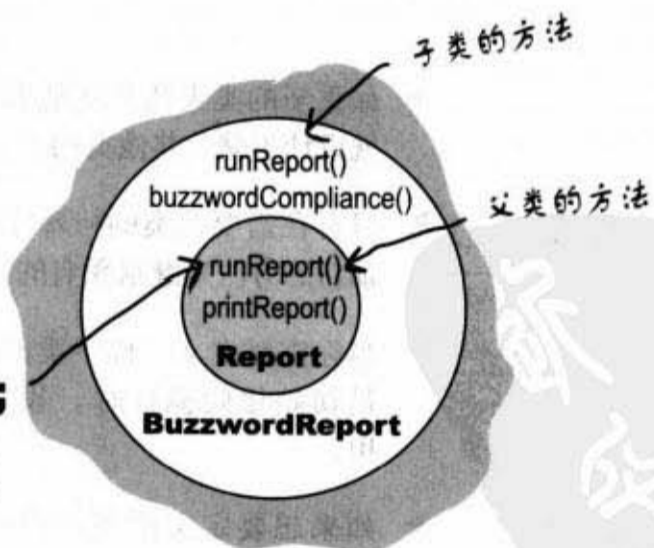 子类的方法
runReport()
buzzwordCompliance()
父类的方法
runReport()
printReport()
Report
BuzzwordReport